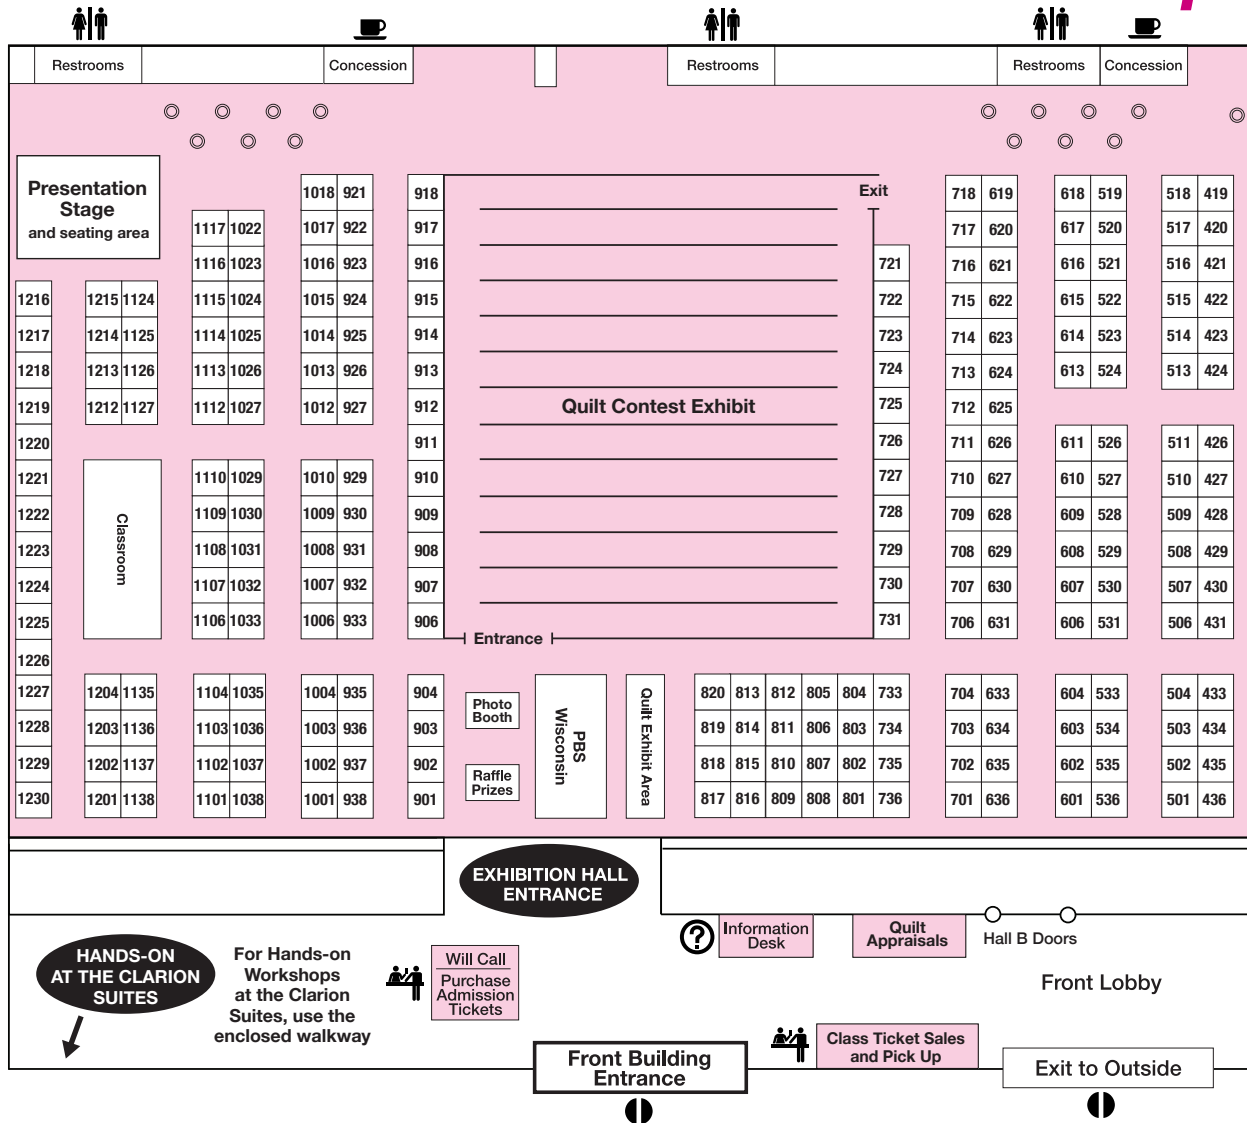 Restrooms Concession Restrooms Restrooms Concession
Presentation
Stage
and seating area
Exit
1018 921 918 718 619 618 519 518 419
1117 1022 1017 922 917 717 620 617 520 517 420
1116 1023 1016 923 916 721 716 621 616 521 516 421
1216 1215 1124 1115 1024 1015 924 915 722 715 622 615 522 515 422
1217 1214 1125 1114 1025 1014 925 914 723 714 623 614 523 514 423
1218 1213 1126 1113 1026 1013 926 913 724 713 624 613 524 513 424
1219 1212 1127 1112 1027 1012 927 912 Quilt Contest Exhibit 725 712 625
1220 911 726 711 626 611 526 511 426
1221 1110 1029 1010 929 910 727 710 627 610 527 510 427
1222 1109 1030 1009 930 909 728 709 628 609 528 509 428
Classroom
1223 1108 1031 1008 931 908 729 708 629 608 529 508 429
1224 1107 1032 1007 932 907 730 707 630 607 530 507 430
1225 1106 1033 1006 933 906 731 706 631 606 531 506 431
Entrance
1226
1227 1204 1135 1104 1035 1004 935 904 820 813 812 805 804 733 704 633 604 533 504 433
1228 1203 1136 1103 1036 1003 936 903 819 814 811 806 803 734 703 634 603 534 503 434
1229 1202 1137 1102 1037 1002 937 902 818 815 810 807 802 735 702 635 602 535 502 435
1230 1201 1138 1101 1038 1001 938 901 817 816 809 808 801 736 701 636 601 536 501 436
Photo
Booth
Raffle
Prizes
PBS
Wisconsin
Quilt Exhibit Area
EXHIBITION HALL
ENTRANCE
HANDS-ON
AT THE CLARION
SUITES
For Hands-on
Workshops
at the Clarion
Suites, use the
enclosed walkway
Will Call
Purchase
Admission
Tickets
?
Information
Desk
Quilt
Appraisals
Hall B Doors
Front Lobby
Front Building
Entrance
Class Ticket Sales
and Pick Up
Exit to Outside